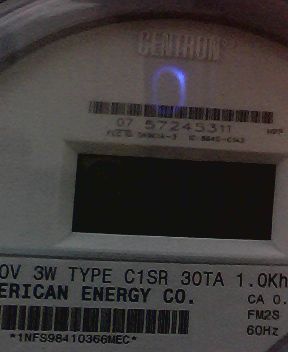 CENTRON
07 57245311
0V 3W TYPE C1SR 30TA 1.0Kh
ERICAN ENERGY CO.
CA 0.
FM2S
60Hz
*1NFS98410366MEC*